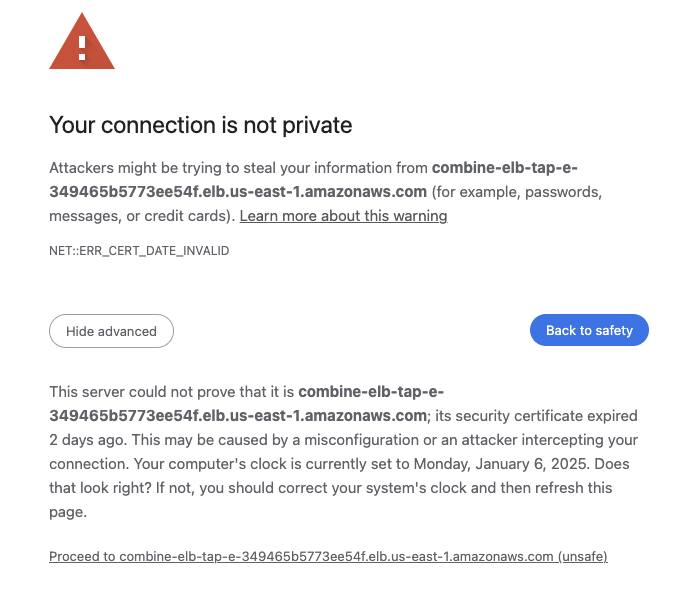 Your connection is not private
Attackers might be trying to steal your information from combine-elb-tap-e-
349465b5773ee54f.elb.us-east-1.amazonaws.com (for example, passwords,
messages, or credit cards). Learn more about this warning
NET::ERR_CERT_DATE_INVALID
Hide advanced
Back to safety
This server could not prove that it is combine-elb-tap-e-
349465b5773ee54f.elb.us-east-1.amazonaws.com; its security certificate expired
2 days ago. This may be caused by a misconfiguration or an attacker intercepting your
connection. Your computer's clock is currently set to Monday, January 6, 2025. Does
that look right? If not, you should correct your system's clock and then refresh this
page.
Proceed to combine-elb-tap-e-349465b5773ee54f.elb.us-east-1.amazonaws.com (unsafe)